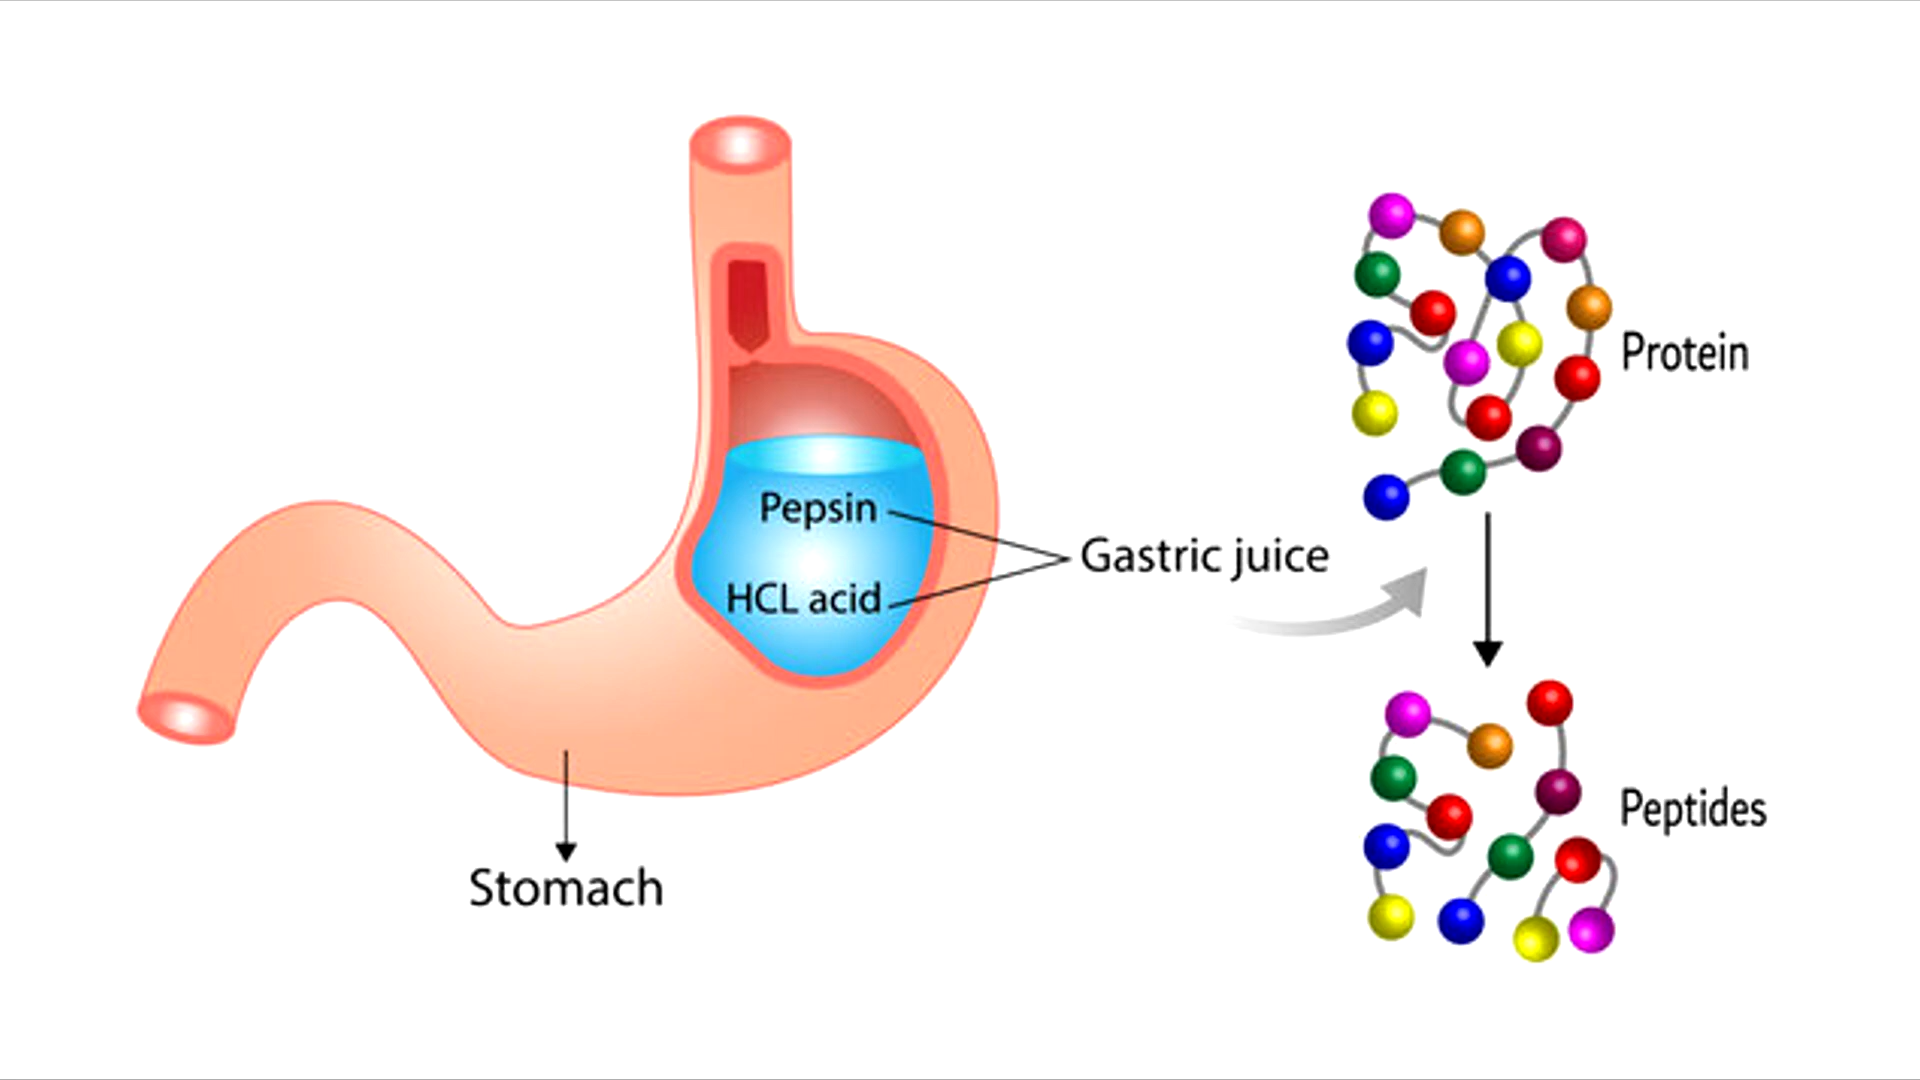 Pepsin
HCL acid
Gastric juice
Stomach
Protein
Peptides